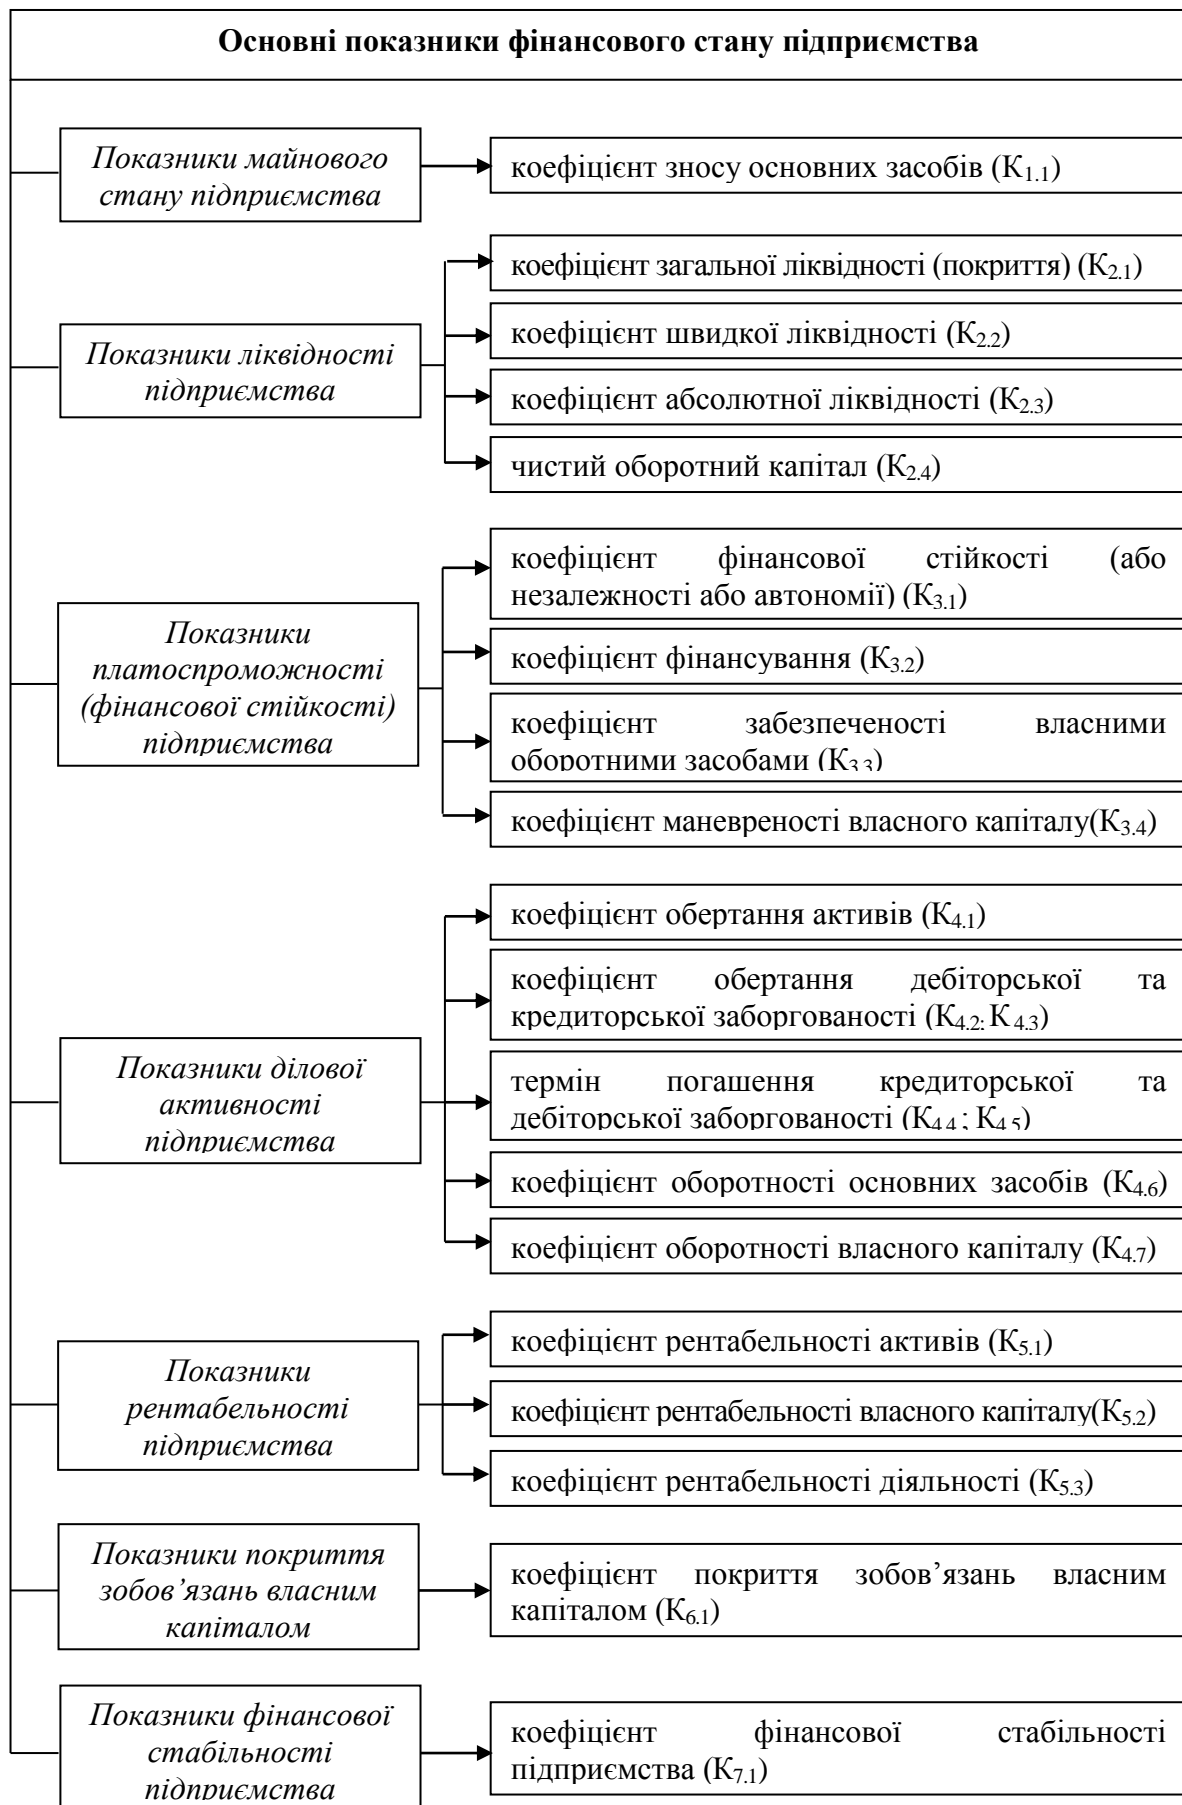 Основні показники фінансового стану підприємства
Показники майнового
стану підприємства
коефіцієнт зносу основних засобів (К1.1)
Показники ліквідності
підприємства
коефіцієнт загальної ліквідності (покриття) (К2.1)
коефіцієнт швидкої ліквідності (К2.2)
коефіцієнт абсолютної ліквідності (К2.3)
чистий оборотний капітал (К2.4)
Показники
платоспроможності
(фінансової стійкості)
підприємства
коефіцієнт фінансової стійкості (або
незалежності або автономії) (К3.1)
коефіцієнт фінансування (К3.2)
коефіцієнт забезпеченості власними
оборотними засобами (К3.3)
коефіцієнт маневреності власного капіталу(К3.4)
Показники ділової
активності
підприємства
коефіцієнт обертання активів (К4.1)
коефіцієнт обертання дебіторської та
кредиторської заборгованості (К4.2; К 4.3)
термін погашення кредиторської та
дебіторської заборгованості (К4.4 ; К4.5)
коефіцієнт оборотності основних засобів (К4.6)
коефіцієнт оборотності власного капіталу (К4.7)
Показники
рентабельності
підприємства
коефіцієнт рентабельності активів (К5.1)
коефіцієнт рентабельності власного капіталу(К5.2)
коефіцієнт рентабельності діяльності (К5.3)
Показники покриття
зобов’язань власним
капіталом
коефіцієнт покриття зобов’язань власним
капіталом (К6.1)
Показники фінансової
стабільності
підприємства
коефіцієнт фінансової стабільності
підприємства (К7.1)